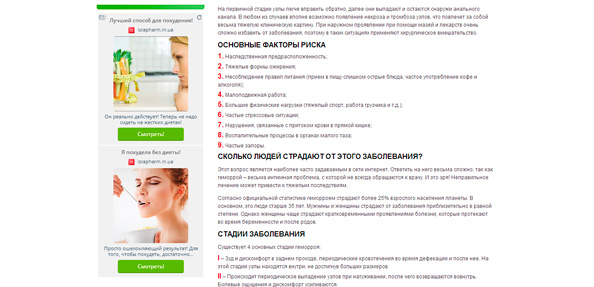 Лучший способ для похудения!
israpharm.in.ua
Он реально действует! Теперь не надо
сидеть на жестких диетах!
Смотреть!
Я похудела без диеты!
israpharm.in.ua
Просто ошеломляющий результат! Для
того, чтобы похудеть, достаточно...
Смотреть!
На первичной стадии узлы легче вправить обратно, далее они выпадают и остаются снаружи анального
канала. В любом из случаев вполне возможно появление некроза и тромбоза узлов, что повлечет за собой
весьма тяжелую клиническую картину. При наружном проявлении при помощи мазей и лекарств очень
сложно избавить от заболевания, поэтому в таких ситуациях применяют хирургическое вмешательство.
ОСНОВНЫЕ ФАКТОРЫ РИСКА
1. Наследственная предрасположенность;
2. Тяжелые формы ожирения;
3. Несоблюдение правил питания (прием в пищу слишком острые блюда, частое употребление кофе и
алкоголя);
4. Малоподвижная работа;
5. Большие физические нагрузки (тяжелый спорт, работа грузчика и т.д.);
6. Частые стрессовые ситуации;
7. Нарушения, связанные с притоком крови в прямой кишке;
8. Воспалительные процессы в органах малого таза;
9. Частые запоры.
СКОЛЬКО ЛЮДЕЙ СТРАДАЮТ ОТ ЭТОГО ЗАБОЛЕВАНИЯ?
Этот вопрос является наиболее часто задаваемым в сети интернет. Ответить на него весьма сложно, так как
геморрой – весьма интимная проблема, с которой не всегда обращаются к врачу. И это зря! Неправильное
лечение может привести к тяжелым последствиям.
Согласно официальной статистике геморроем страдают более 25% взрослого населения планеты. В
основном, это люди старше 35 лет. Мужчины и женщины страдают от заболевания приблизительно в равной
степени. Однако женщины чаще страдают кратковременными проявлениями болезни, которые протекают
во время беременности и после родов.
СТАДИИ ЗАБОЛЕВАНИЯ
Существует 4 основных стадии геморроя:
I – Зуд и дискомфорт в заднем проходе, периодические кровотечения во время дефекации и после нее. На
этой стадии узлы находятся внутри, не достигнув больших размеров.
II – Происходит периодическое выпадение узлов при натуживании, после чего возвращаются вовнутрь.
Болевые ощущения и дискомфорт усиливаются.